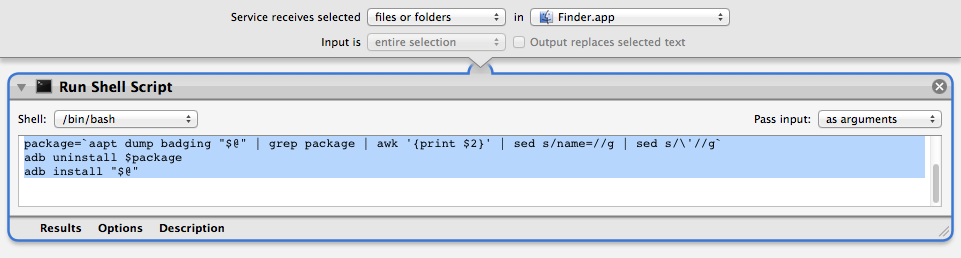 Service receives selected files or folders in Finder.app
Input is entire selection Output replaces selected text
Run Shell Script
Shell: /bin/bash Pass input: as arguments
package=`aapt dump badging "$@" | grep package | awk '{print $2}' | sed s/name=//g | sed s/\'//g`
adb uninstall $package
adb install "$@"
Results Options Description